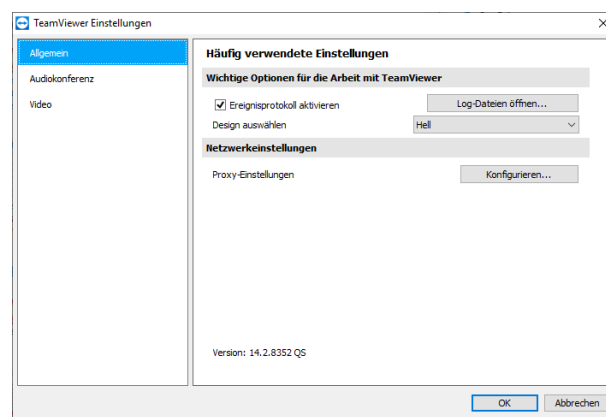 TeamViewer Einstellungen
Allgemein
Audiokonferenz
Video
Häufig verwendete Einstellungen
Wichtige Optionen für die Arbeit mit TeamViewer
Ereignisprotokoll aktivieren
Log-Dateien öffnen...
Design auswählen
Hell
Netzwerkeinstellungen
Proxy-Einstellungen
Konfigurieren...
Version: 14.2.8352 QS
OK
Abbrechen